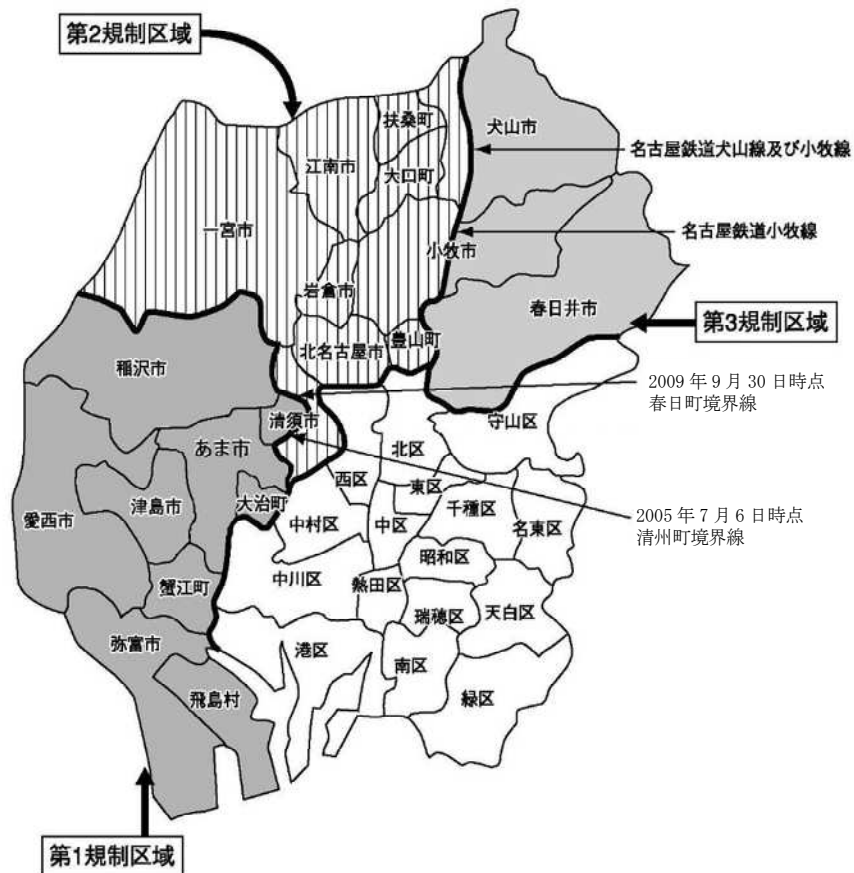 第2規制区域
扶桑町
犬山市
名古屋鉄道犬山線及び小牧線
江南市
大口町
一宮市
小牧市
名古屋鉄道小牧線
岩倉市
春日井市
第3規制区域
北名古屋市
豊山町
稲沢市
2009年9月30日時点
春日町境界線
清須市
守山区
あま市
北区
西区
東区
愛西市
津島市
大治町
中村区
中区
千種区
名東区
2005年7月6日時点
清州町境界線
昭和区
蟹江町
中川区
熱田区
瑞穂区
天白区
弥富市
港区
南区
飛島村
緑区
第1規制区域